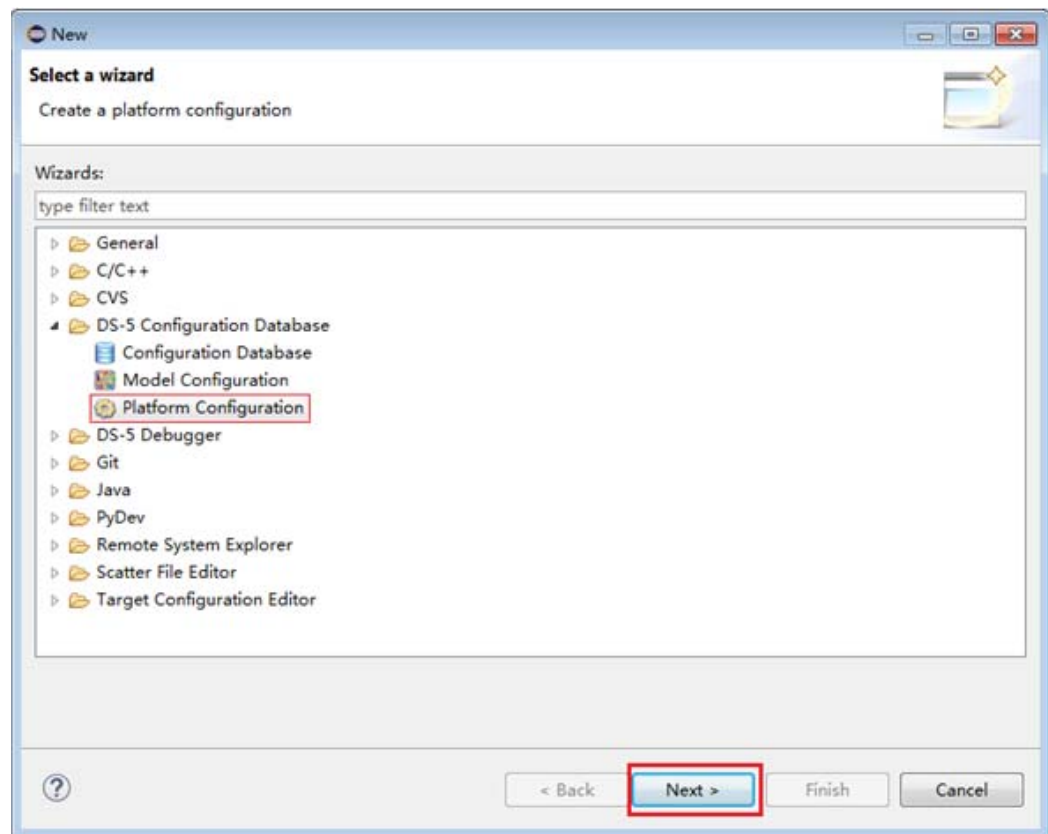 New
Select a wizard
Create a platform configuration
Wizards:
type filter text
General
C/C++
CVS
DS-5 Configuration Database
Configuration Database
Model Configuration
Platform Configuration
DS-5 Debugger
Git
Java
PyDev
Remote System Explorer
Scatter File Editor
Target Configuration Editor
? < Back Next > Finish Cancel